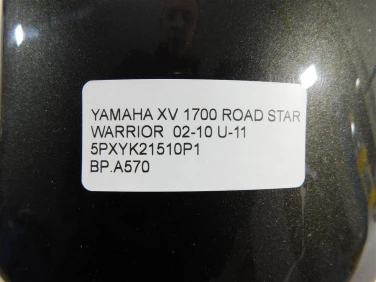 YAMAHA XV 1700 ROAD STAR
WARRIOR 02-10 U-11
5PXYK21510P1
BP.A570